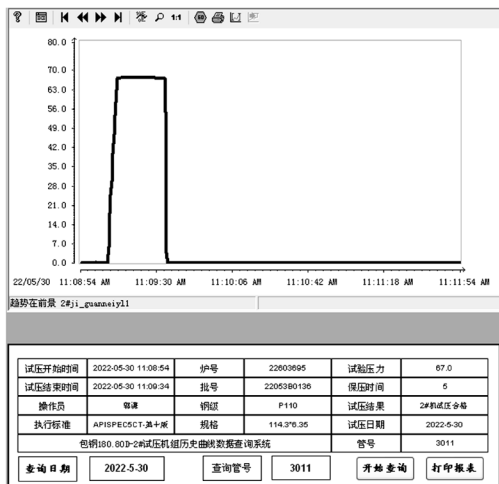 1:1
80.0
70.0
63.0
56.0
49.0
42.0
35.0
28.0
21.0
14.0
7.0
0.0
22/05/30 11:08:54 AM 11:09:30 AM 11:10:06 AM 11:10:42 AM 11:11:18 AM 11:11:54 AM
趋势在前景 2#ji_guanneiyl1
试压开始时间 2022-05-30 11:08:54 炉号 22603695 试验压力 67.0
试压结束时间 2022-05-30 11:09:34 批号 22053B0136 保压时间 5
操作员 钢级 P110 试压结果 2#机试压合格
执行标准 APISPEC5CT-第十版 规格 114.3*6.35 试压日期 2022-5-30
包钢180.80D-2#试压机组历史曲线数据查询系统 管号 3011
查询日期 2022-5-30 查询管号 3011 开始查询 打印报表